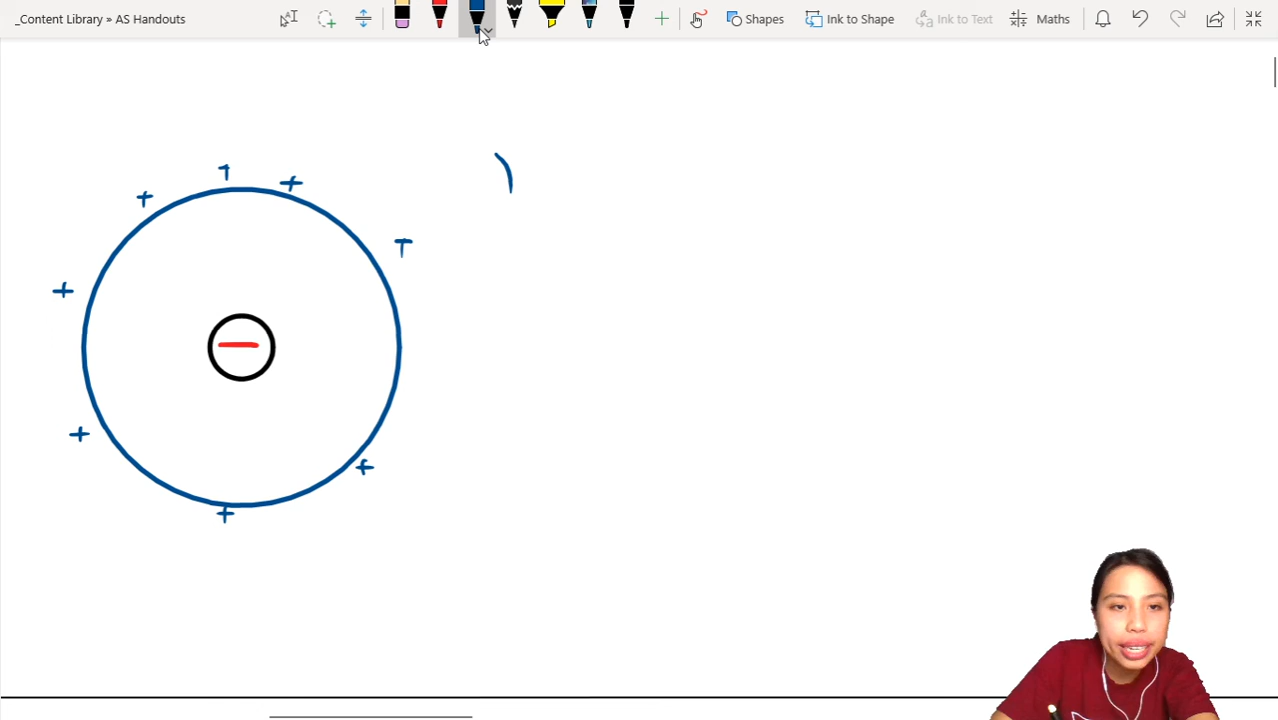 _Content Library » AS Handouts
Shapes
Ink to Shape
Ink to Text
Maths
+
+
+
+
+
+
+
+
+
−